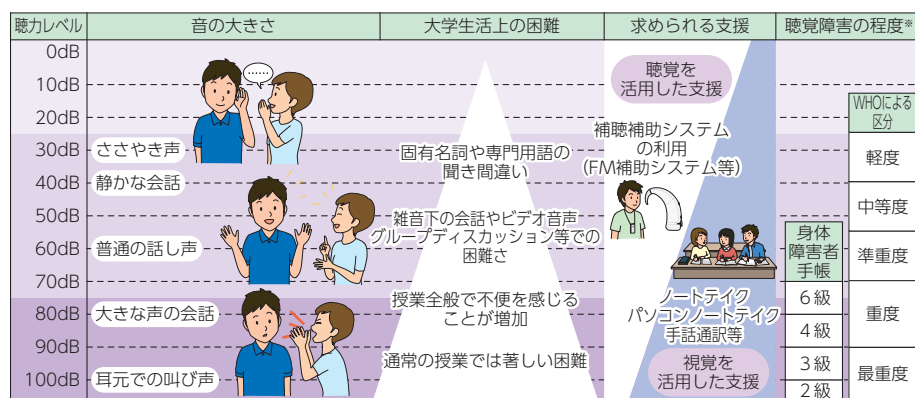 聴力レベル
音の大きさ
大学生活上の困難
求められる支援
聴覚障害の程度※
0dB
10dB
20dB
30dB
40dB
50dB
60dB
70dB
80dB
90dB
100dB
……
ささやき声
静かな会話
普通の話し声
大きな声の会話
耳元での叫び声
固有名詞や専門用語の
聞き間違い
雑音下の会話やビデオ音声
グループディスカッション等での
困難さ
授業全般で不便を感じる
ことが増加
通常の授業では著しい困難
聴覚を
活用した支援
補聴補助システム
の利用
(FM補助システム等)
ノートテイク
パソコンノートテイク
手話通訳等
視覚を
活用した支援
身体
障害者
手帳
6級
4級
3級
2級
WHOによる
区分
軽度
中等度
準重度
重度
最重度